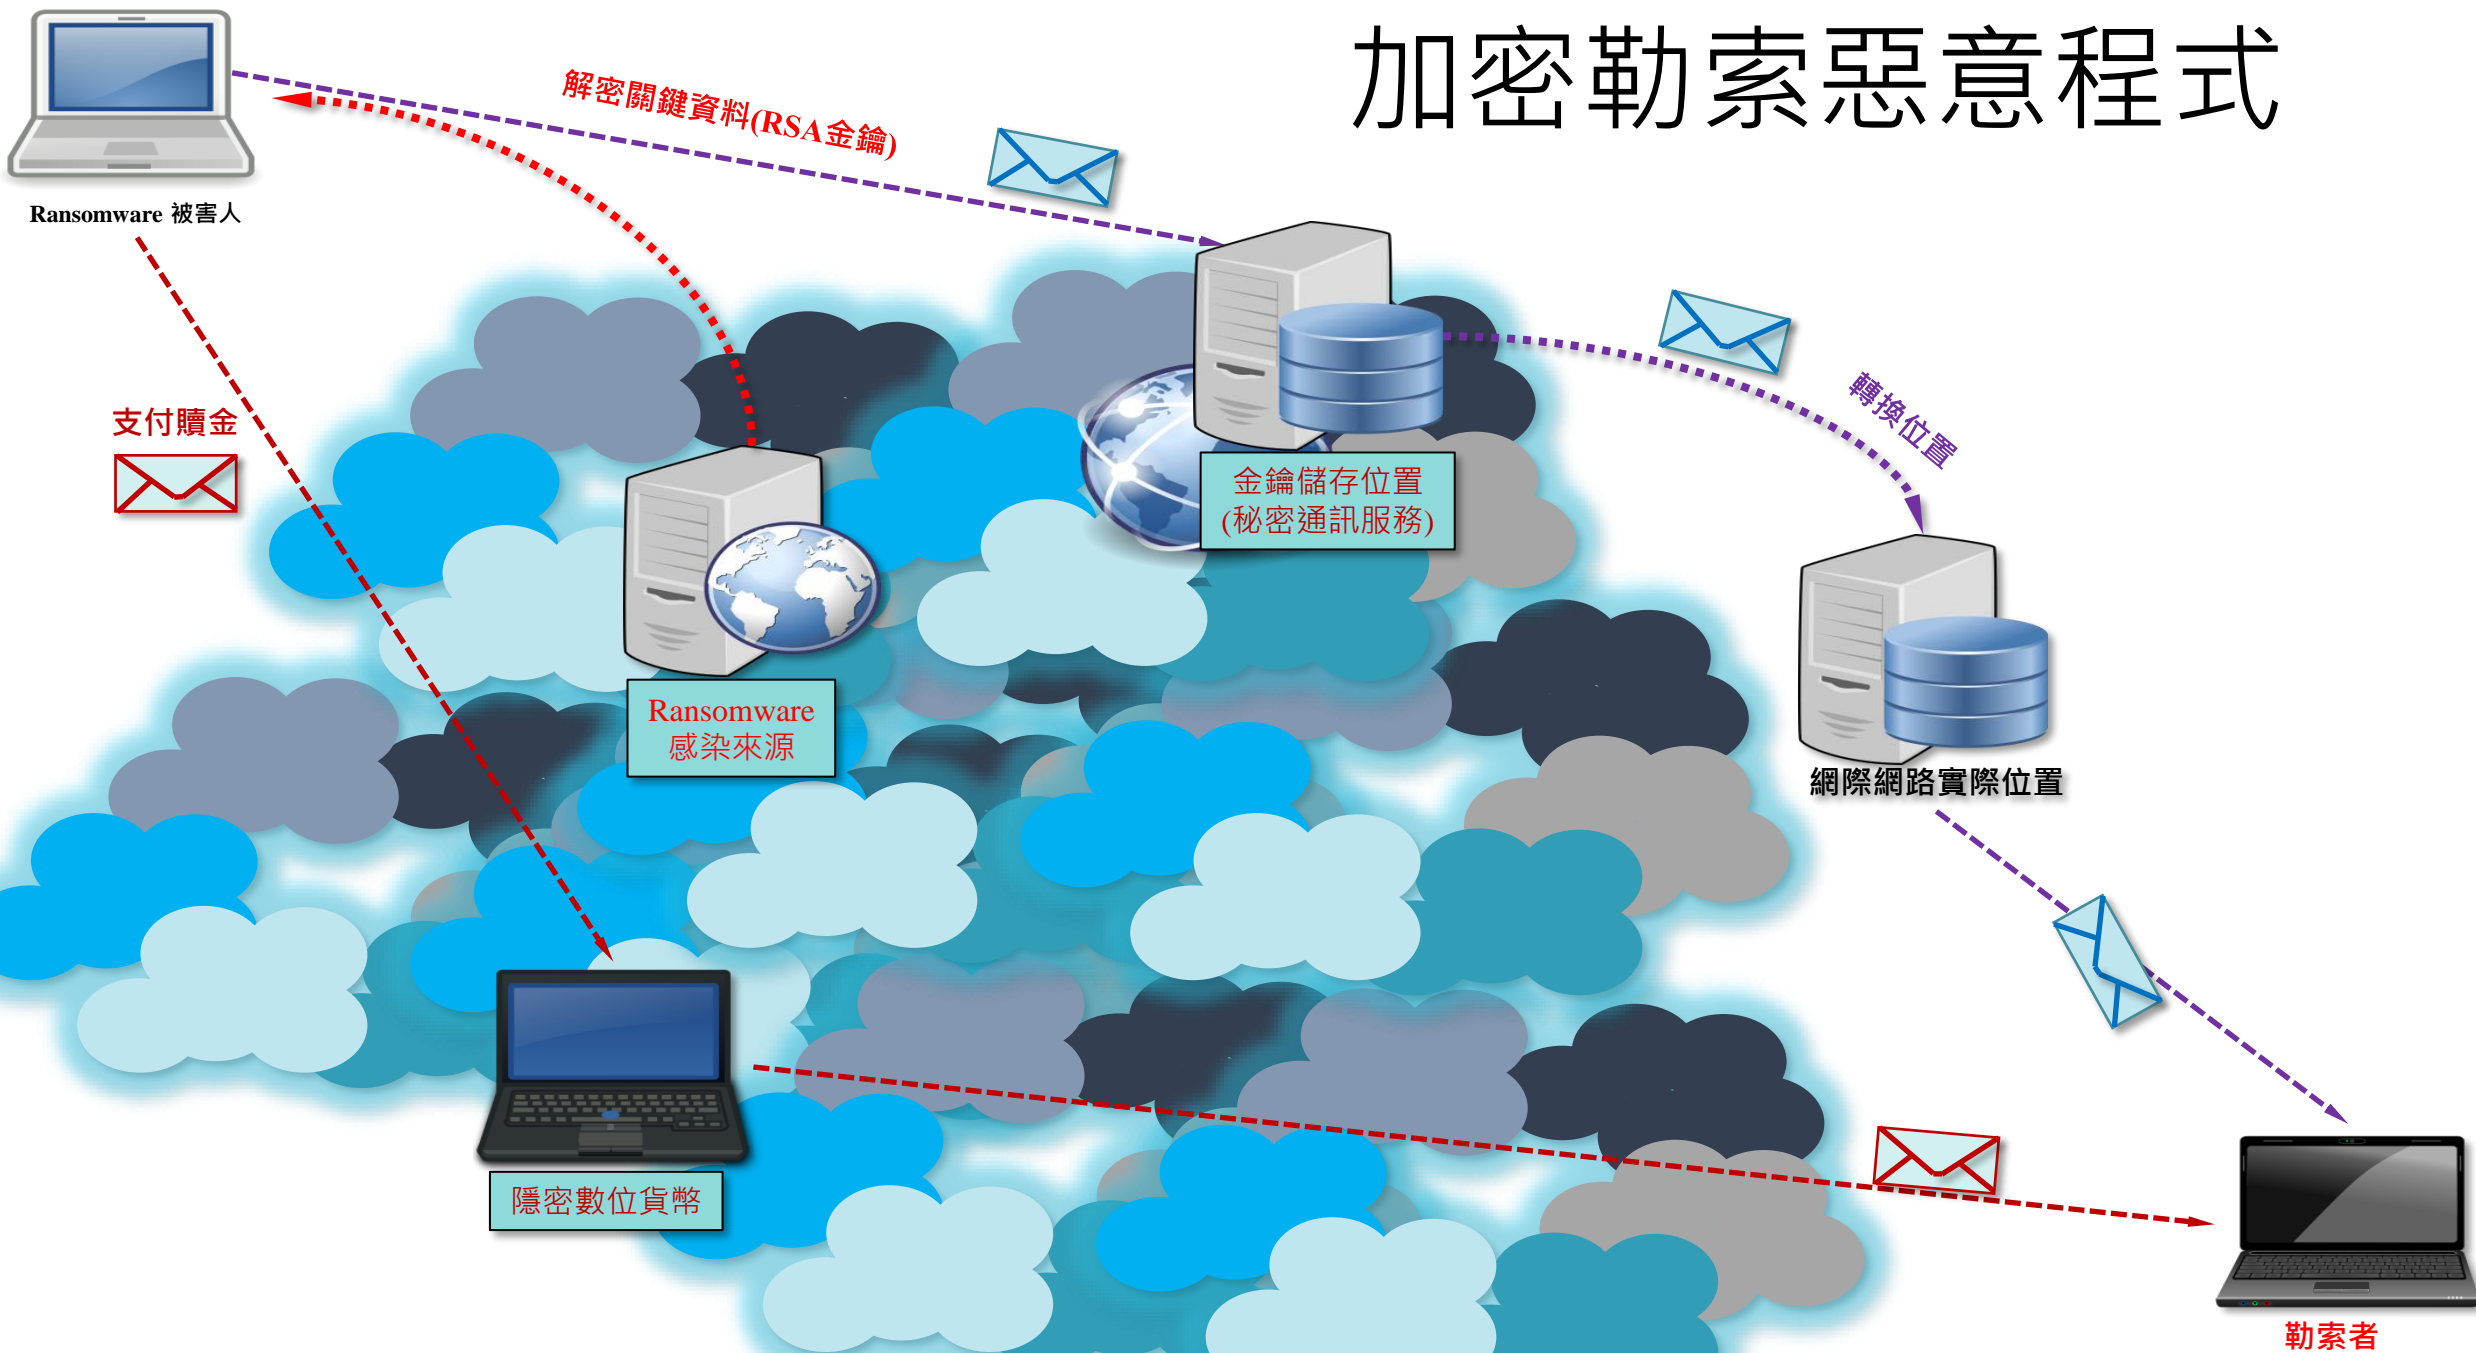 加密勒索惡意程式
解密關鍵資料(RSA金鑰)
Ransomware 被害人
轉換位置
支付贖金
金鑰儲存位置
(秘密通訊服務)
Ransomware
感染來源
網際網路實際位置
隱密數位貨幣
勒索者